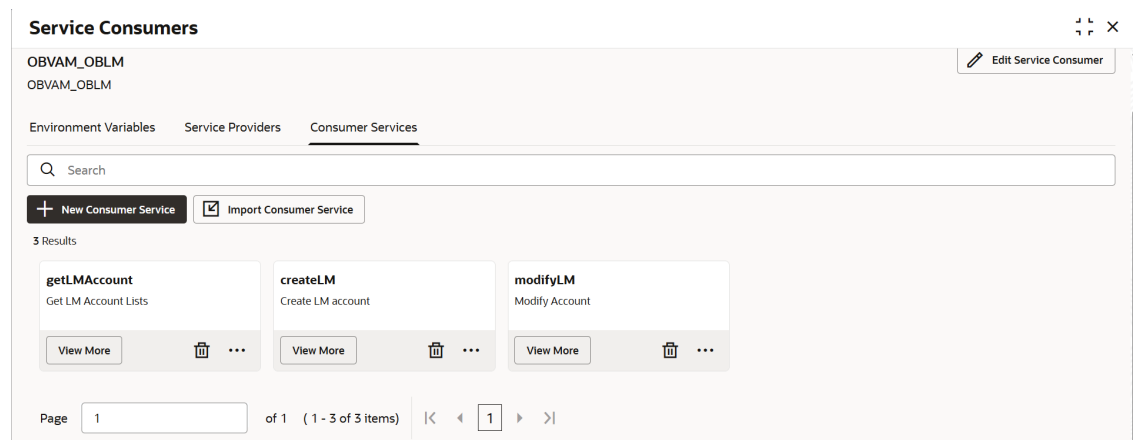 Service Consumers
OBVAM_OBLM
Edit Service Consumer
OBVAM_OBLM
Environment Variables Service Providers Consumer Services
Search
New Consumer Service Import Consumer Service
3 Results
getLMAccount createLM modifyLM
Get LM Account Lists Create LM account Modify Account
View More View More View More
Page 1 of 1 ( 1 - 3 of 3 items) 1